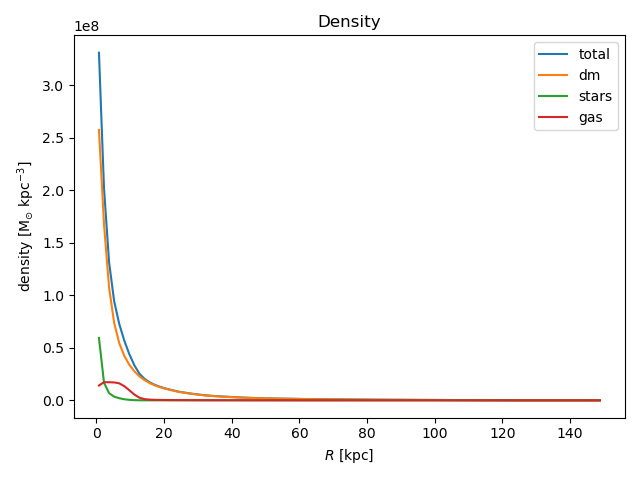 Density
1e8
3.0
2.5
2.0
1.5
1.0
0.5
0.0
density [M⊙ kpc⁻³]
0 20 40 60 80 100 120 140
R [kpc]
total
dm
stars
gas